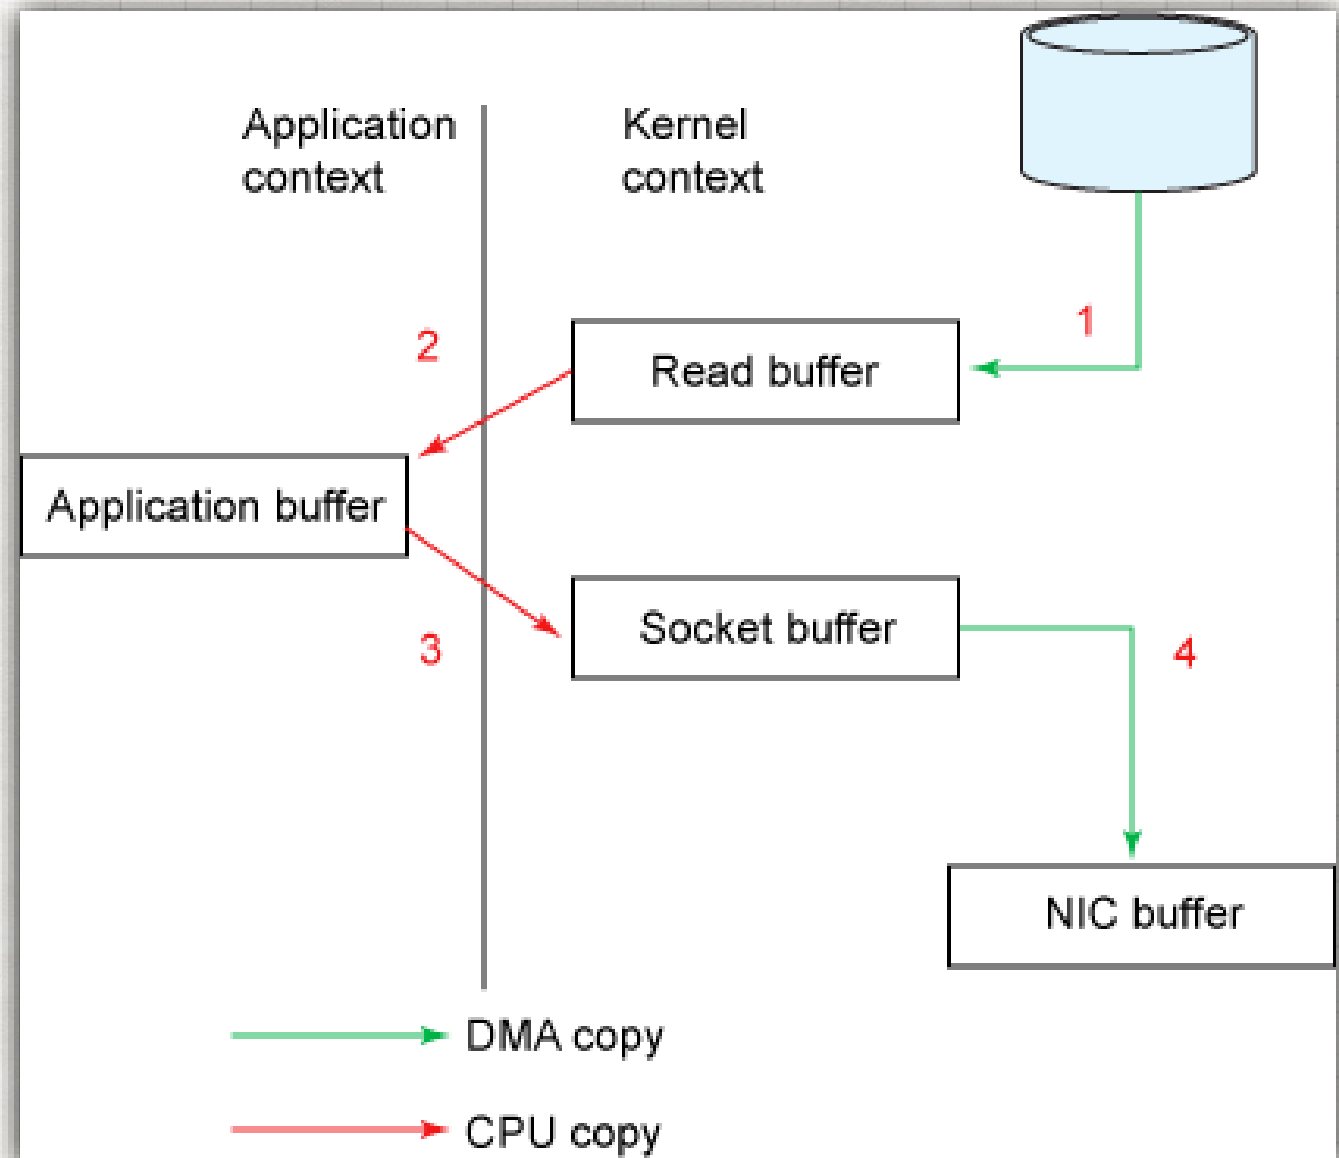 Application
context
Kernel
context
1
2
Read buffer
Application buffer
Socket buffer
3
4
NIC buffer
DMA copy
CPU copy